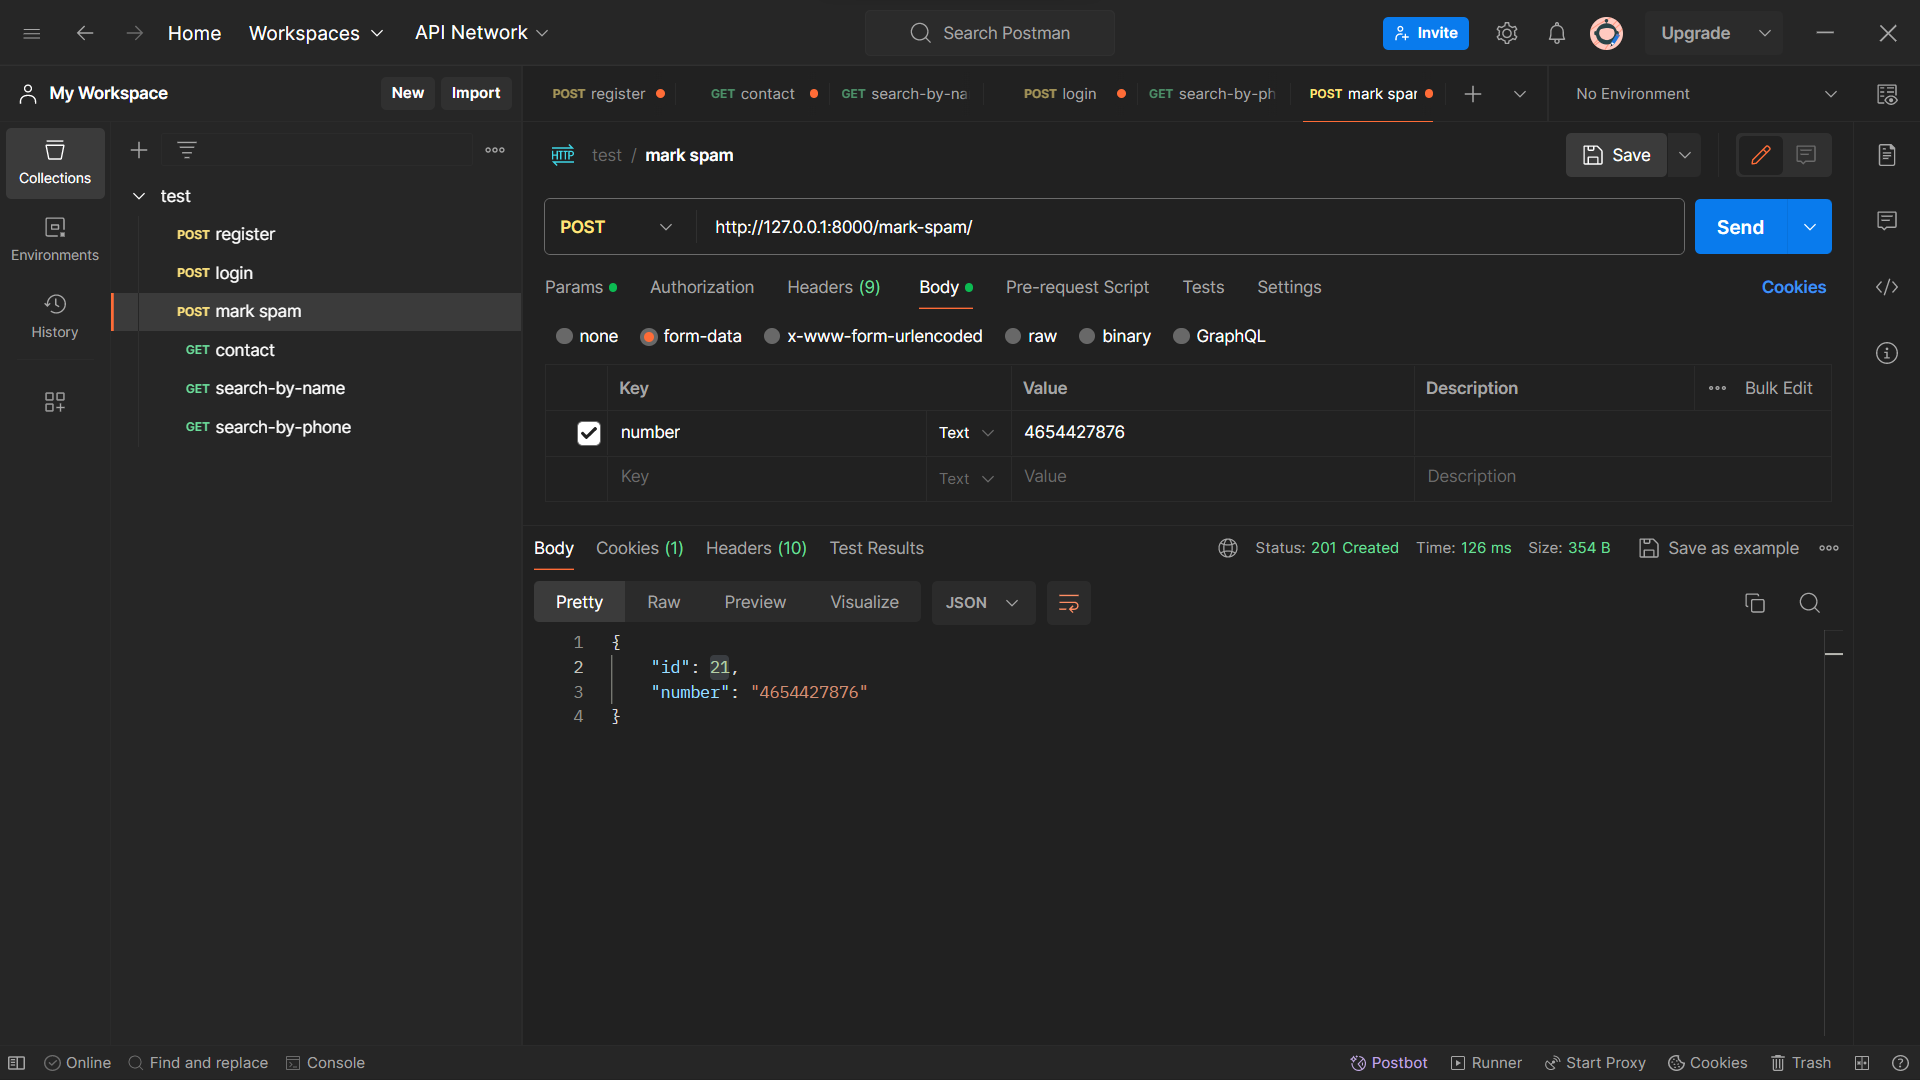 Home Workspaces API Network Search Postman Invite Upgrade
My Workspace New Import POST register GET contact GET search-by-na POST login GET search-by-ph POST mark spar No Environment
Collections
Environments
History
test
POST register
POST login
POST mark spam
GET contact
GET search-by-name
GET search-by-phone
HTTP test / mark spam Save
POST http://127.0.0.1:8000/mark-spam/ Send
Params Authorization Headers (9) Body Pre-request Script Tests Settings Cookies
none form-data x-www-form-urlencoded raw binary GraphQL
Key Value Description Bulk Edit
number Text 4654427876
Key Text Value Description
Body Cookies (1) Headers (10) Test Results Status: 201 Created Time: 126 ms Size: 354 B Save as example
Pretty Raw Preview Visualize JSON
1 {
2 "id": 21,
3 "number": "4654427876"
4 }
Online Find and replace Console Postbot Runner Start Proxy Cookies Trash